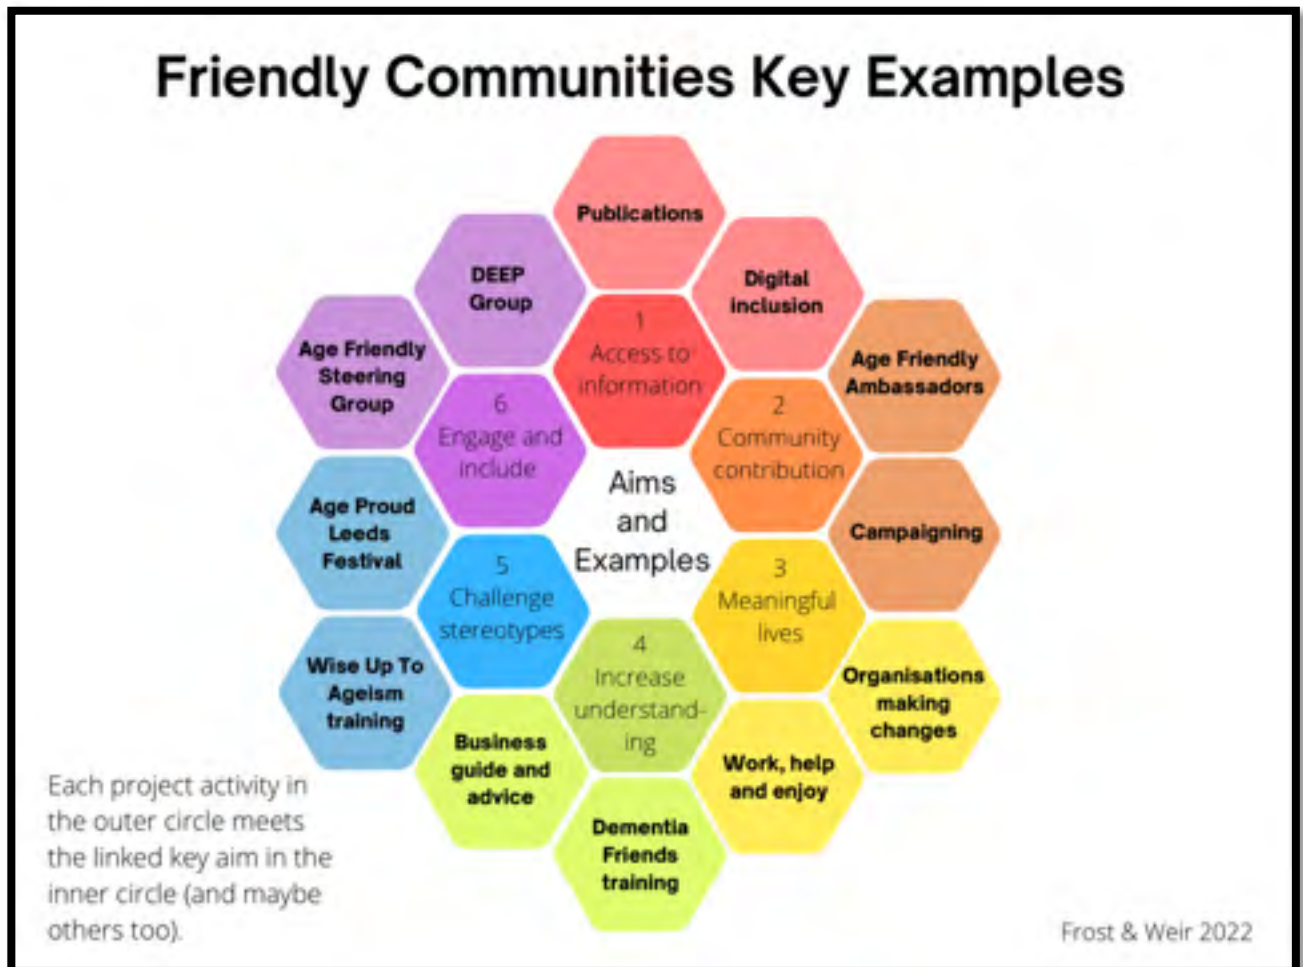 Friendly Communities Key Examples
Publications
DEEP
Group
Digital
inclusion
Age Friendly
Steering
Group
1
Access to
information
Age Friendly
Ambassadors
6
Engage and
include
2
Community
contribution
Aims
and
Examples
Age Proud
Leeds
Festival
Campaigning
5
Challenge
stereotypes
3
Meaningful
lives
4
Increase
understand-
ing
Wise Up To
Ageism
training
Organisations
making
changes
Business
guide and
advice
Work, help
and enjoy
Dementia
Friends
training
Each project activity in
the outer circle meets
the linked key aim in the
inner circle (and maybe
others too).
Frost & Weir 2022